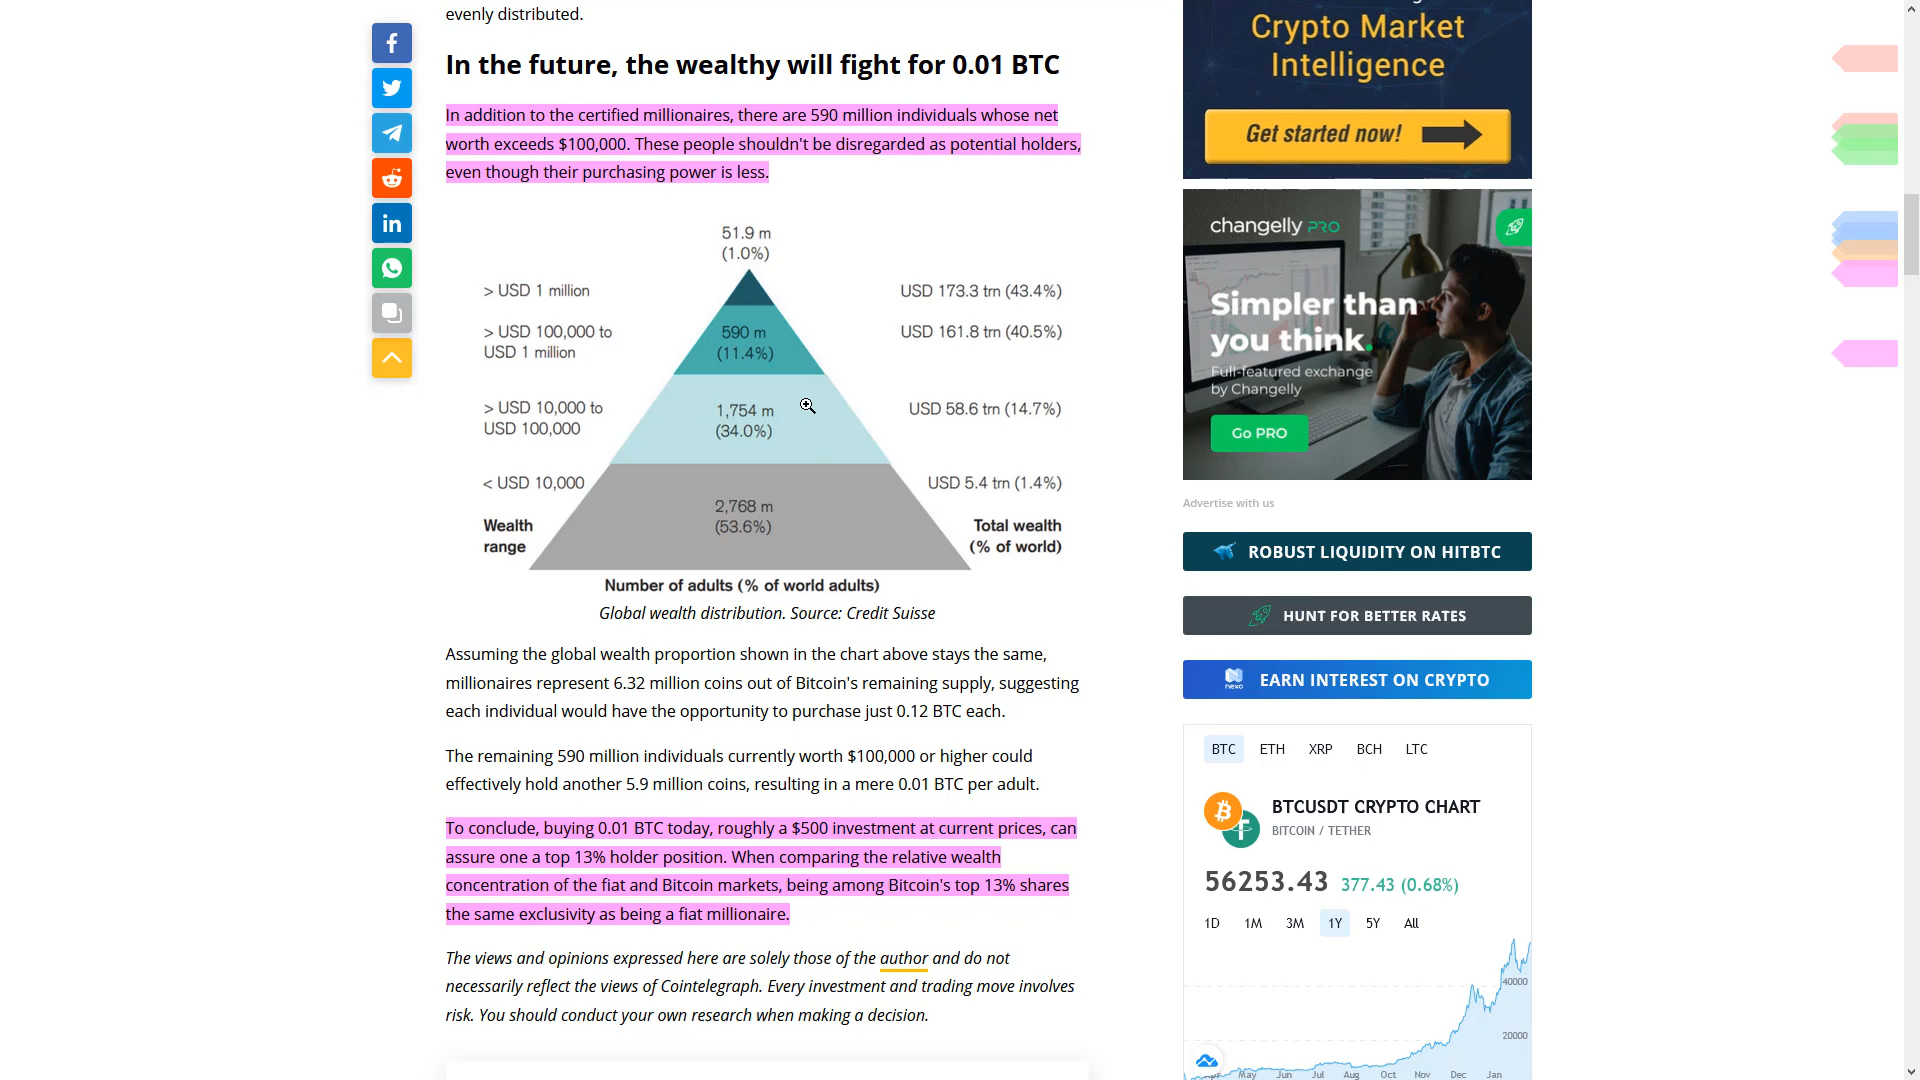 evenly distributed.
In the future, the wealthy will fight for 0.01 BTC
In addition to the certified millionaires, there are 590 million individuals whose net
worth exceeds $100,000. These people shouldn't be disregarded as potential holders,
even though their purchasing power is less.
51.9 m
(1.0%)
> USD 1 million
USD 173.3 trn (43.4%)
> USD 100,000 to
USD 1 million
590 m
(11.4%)
USD 161.8 trn (40.5%)
> USD 10,000 to
USD 100,000
1,754 m
(34.0%)
USD 58.6 trn (14.7%)
< USD 10,000
2,768 m
(53.6%)
USD 5.4 trn (1.4%)
Wealth
range
Total wealth
(% of world)
Number of adults (% of world adults)
Global wealth distribution. Source: Credit Suisse
Assuming the global wealth proportion shown in the chart above stays the same,
millionaires represent 6.32 million coins out of Bitcoin's remaining supply, suggesting
each individual would have the opportunity to purchase just 0.12 BTC each.
The remaining 590 million individuals currently worth $100,000 or higher could
effectively hold another 5.9 million coins, resulting in a mere 0.01 BTC per adult.
To conclude, buying 0.01 BTC today, roughly a $500 investment at current prices, can
assure one a top 13% holder position. When comparing the relative wealth
concentration of the fiat and Bitcoin markets, being among Bitcoin's top 13% shares
the same exclusivity as being a fiat millionaire.
The views and opinions expressed here are solely those of the author and do not
necessarily reflect the views of Cointelegraph. Every investment and trading move involves
risk. You should conduct your own research when making a decision.
Crypto Market
Intelligence
Get started now!
changelly PRO
Simpler than
you think.
Full-featured exchange
by Changelly
Go PRO
Advertise with us
ROBUST LIQUIDITY ON HITBTC
HUNT FOR BETTER RATES
nexo
EARN INTEREST ON CRYPTO
BTC ETH XRP BCH LTC
BTCUSDT CRYPTO CHART
BITCOIN / TETHER
56253.43 377.43 (0.68%)
1D 1M 3M 1Y 5Y All
40000
20000
May Jun Jul Aug Oct Nov Dec Jan